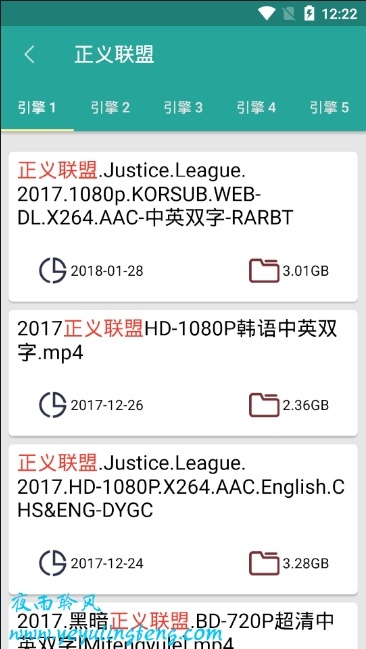 12:22
正义联盟
引擎 1 引擎 2 引擎 3 引擎 4 引擎 5
正义联盟.Justice.League.
2017.1080p.KORSUB.WEB-
DL.X264.AAC-中英双字-RARBT
2018-01-28 3.01GB
2017正义联盟HD-1080P韩语中英双
字.mp4
2017-12-26 2.36GB
正义联盟.Justice.League.
2017.HD-1080P.X264.AAC.English.C
HS&ENG-DYGC
2017-12-24 3.28GB
夜雨聆风
2017.黑暗正义联盟.BD-720P超清中
www.yeyulingfeng.com
英双字[Mifengyufei].mp4